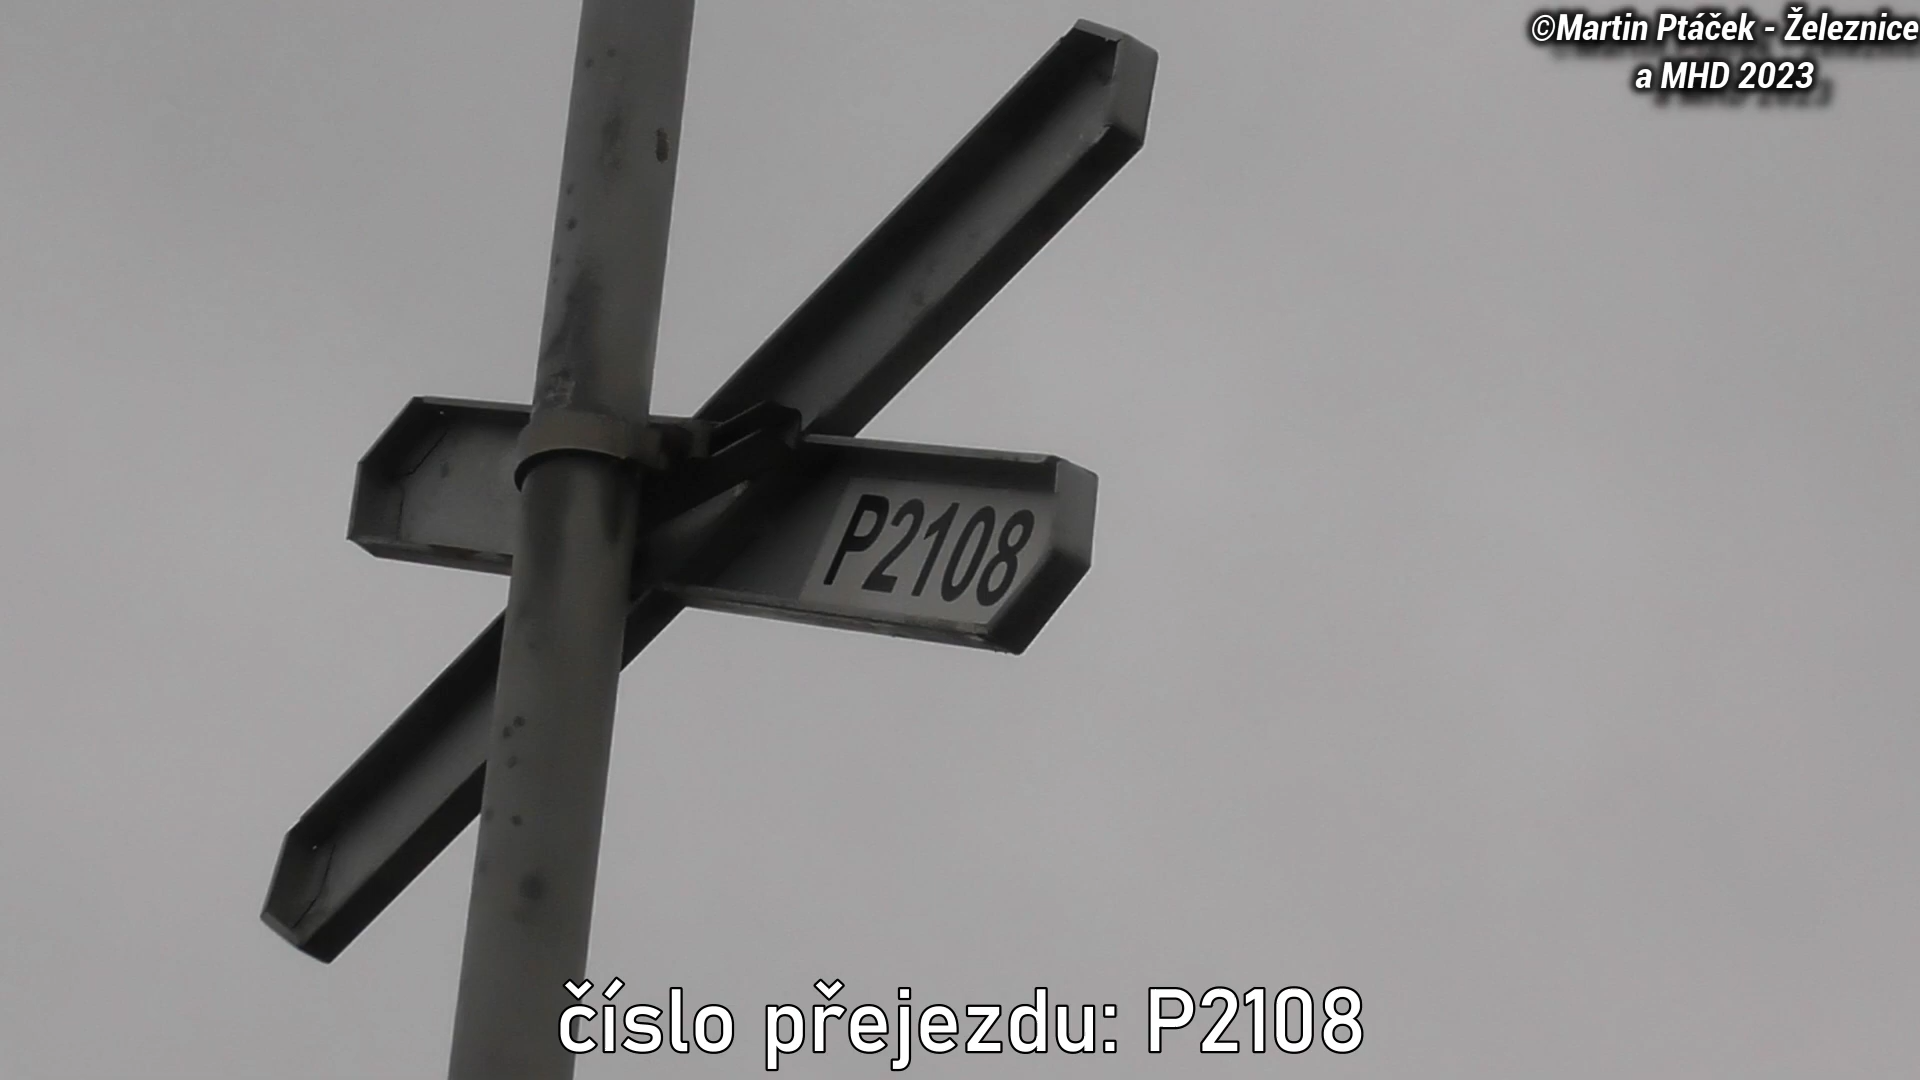 ©Martin Ptáček - Železnice
a MHD 2023
P2108
číslo přejezdu: P2108